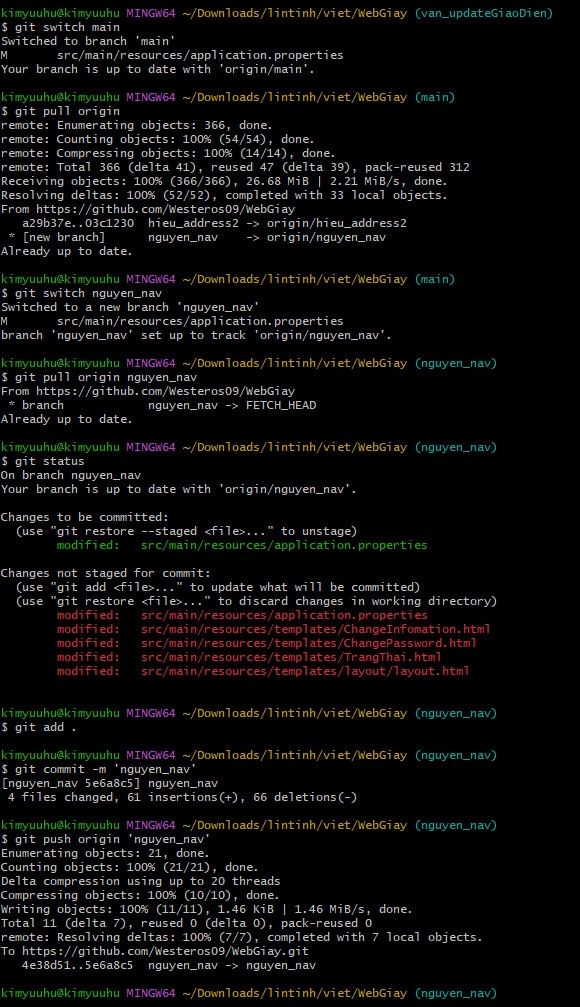 kimyuuhu@kimyuuhu MINGW64 ~/Downloads/lintinh/viet/WebGiay (van_updateGiaoDien)
$ git switch main
Switched to branch 'main'
M       src/main/resources/application.properties
Your branch is up to date with 'origin/main'.

kimyuuhu@kimyuuhu MINGW64 ~/Downloads/lintinh/viet/WebGiay (main)
$ git pull origin
remote: Enumerating objects: 366, done.
remote: Counting objects: 100% (54/54), done.
remote: Compressing objects: 100% (14/14), done.
remote: Total 366 (delta 41), reused 47 (delta 39), pack-reused 312
Receiving objects: 100% (366/366), 26.68 MiB | 2.21 MiB/s, done.
Resolving deltas: 100% (52/52), completed with 33 local objects.
From https://github.com/Westeros09/WebGiay
   a29b37e..03c1230  hieu_address2 -> origin/hieu_address2
 * [new branch]      nguyen_nav    -> origin/nguyen_nav
Already up to date.

kimyuuhu@kimyuuhu MINGW64 ~/Downloads/lintinh/viet/WebGiay (main)
$ git switch nguyen_nav
Switched to a new branch 'nguyen_nav'
M       src/main/resources/application.properties
branch 'nguyen_nav' set up to track 'origin/nguyen_nav'.

kimyuuhu@kimyuuhu MINGW64 ~/Downloads/lintinh/viet/WebGiay (nguyen_nav)
$ git pull origin nguyen_nav
From https://github.com/Westeros09/WebGiay
 * branch            nguyen_nav -> FETCH_HEAD
Already up to date.

kimyuuhu@kimyuuhu MINGW64 ~/Downloads/lintinh/viet/WebGiay (nguyen_nav)
$ git status
On branch nguyen_nav
Your branch is up to date with 'origin/nguyen_nav'.

Changes to be committed:
  (use "git restore --staged <file>..." to unstage)
        modified:   src/main/resources/application.properties

Changes not staged for commit:
  (use "git add <file>..." to update what will be committed)
  (use "git restore <file>..." to discard changes in working directory)
        modified:   src/main/resources/application.properties
        modified:   src/main/resources/templates/ChangeInfomation.html
        modified:   src/main/resources/templates/ChangePassword.html
        modified:   src/main/resources/templates/TrangThai.html
        modified:   src/main/resources/templates/layout/layout.html


kimyuuhu@kimyuuhu MINGW64 ~/Downloads/lintinh/viet/WebGiay (nguyen_nav)
$ git add .

kimyuuhu@kimyuuhu MINGW64 ~/Downloads/lintinh/viet/WebGiay (nguyen_nav)
$ git commit -m 'nguyen_nav'
[nguyen_nav 5e6a8c5] nguyen_nav
 4 files changed, 61 insertions(+), 66 deletions(-)

kimyuuhu@kimyuuhu MINGW64 ~/Downloads/lintinh/viet/WebGiay (nguyen_nav)
$ git push origin 'nguyen_nav'
Enumerating objects: 21, done.
Counting objects: 100% (21/21), done.
Delta compression using up to 20 threads
Compressing objects: 100% (10/10), done.
Writing objects: 100% (11/11), 1.46 KiB | 1.46 MiB/s, done.
Total 11 (delta 7), reused 0 (delta 0), pack-reused 0
remote: Resolving deltas: 100% (7/7), completed with 7 local objects.
To https://github.com/Westeros09/WebGiay.git
   4e38d51..5e6a8c5  nguyen_nav -> nguyen_nav

kimyuuhu@kimyuuhu MINGW64 ~/Downloads/lintinh/viet/WebGiay (nguyen_nav)